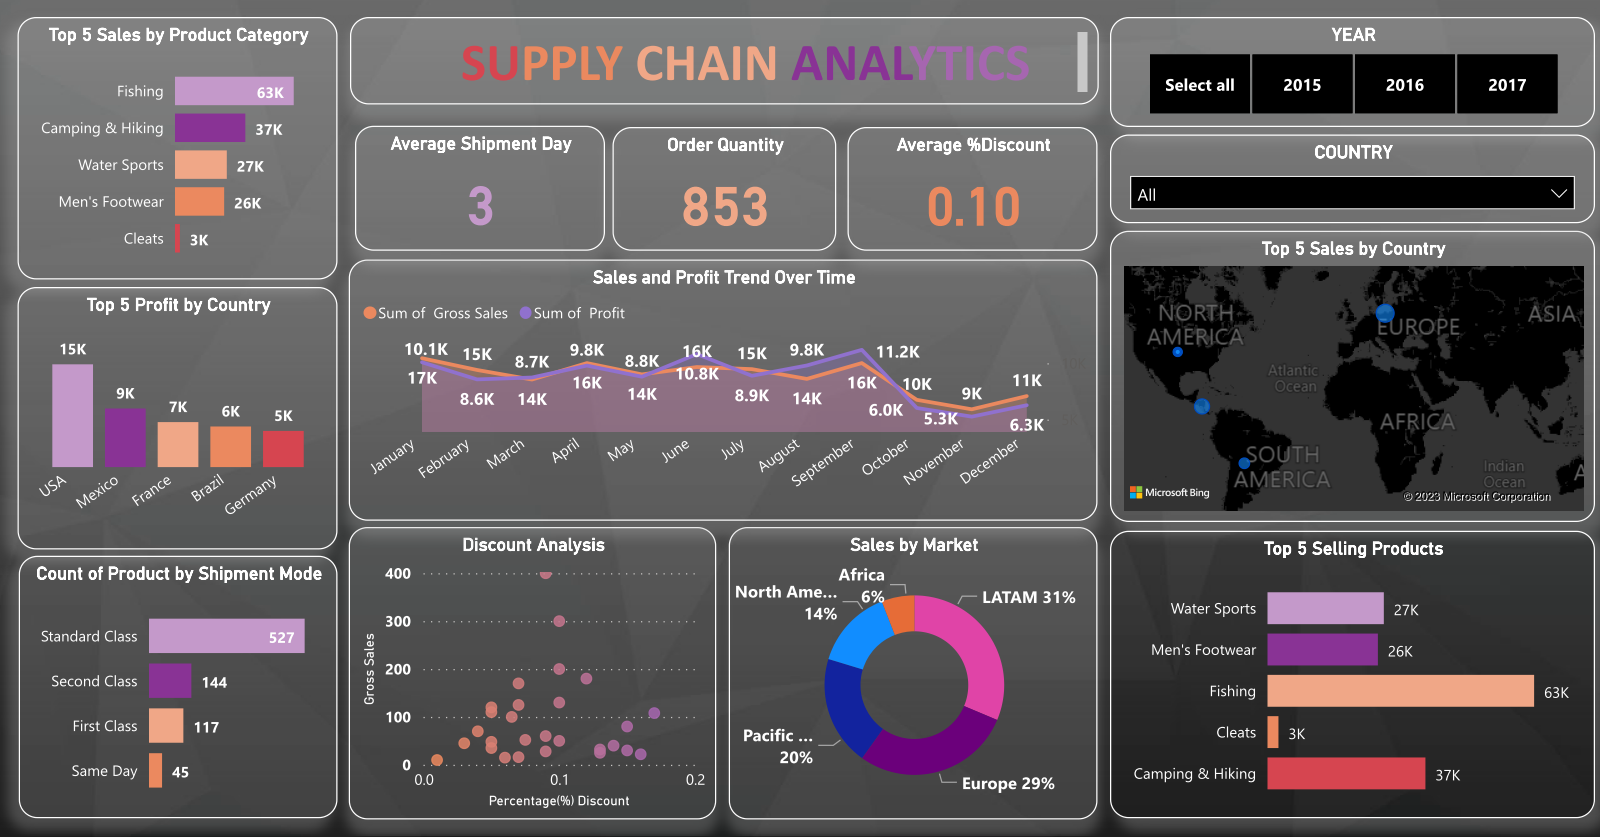 Top 5 Sales by Product Category
Fishing
63K
Camping & Hiking
37K
Water Sports
27K
Men's Footwear
26K
Cleats
3K
SUPPLY CHAIN ANALYTICS
YEAR
Select all
2015
2016
2017
Average Shipment Day
3
Order Quantity
853
Average %Discount
0.10
COUNTRY
All
Top 5 Profit by Country
15K
9K
7K
6K
5K
USA
Mexico
France
Brazil
Germany
Sales and Profit Trend Over Time
Sum of Gross Sales
Sum of Profit
10.1K
15K
8.7K
9.8K
8.8K
16K
15K
9.8K
11.2K
10K
9K
11K
17K
8.6K
14K
16K
14K
10.8K
8.9K
14K
16K
6.0K
5.3K
6.3K
January
February
March
April
May
June
July
August
September
October
November
December
Top 5 Sales by Country
NORTH
AMERICA
EUROPE
ASIA
Atlantic
Ocean
AFRICA
SOUTH
AMERICA
Indian
Ocean
A
Microsoft Bing
© 2023 Microsoft Corporation
Count of Product by Shipment Mode
Standard Class
527
Second Class
144
First Class
117
Same Day
45
Discount Analysis
Gross Sales
400
300
200
100
0
0.0
0.1
0.2
Percentage(%) Discount
Sales by Market
Africa
6%
North Ame...
14%
LATAM 31%
Pacific ...
20%
Europe 29%
Top 5 Selling Products
Water Sports
27K
Men's Footwear
26K
Fishing
63K
Cleats
3K
Camping & Hiking
37K